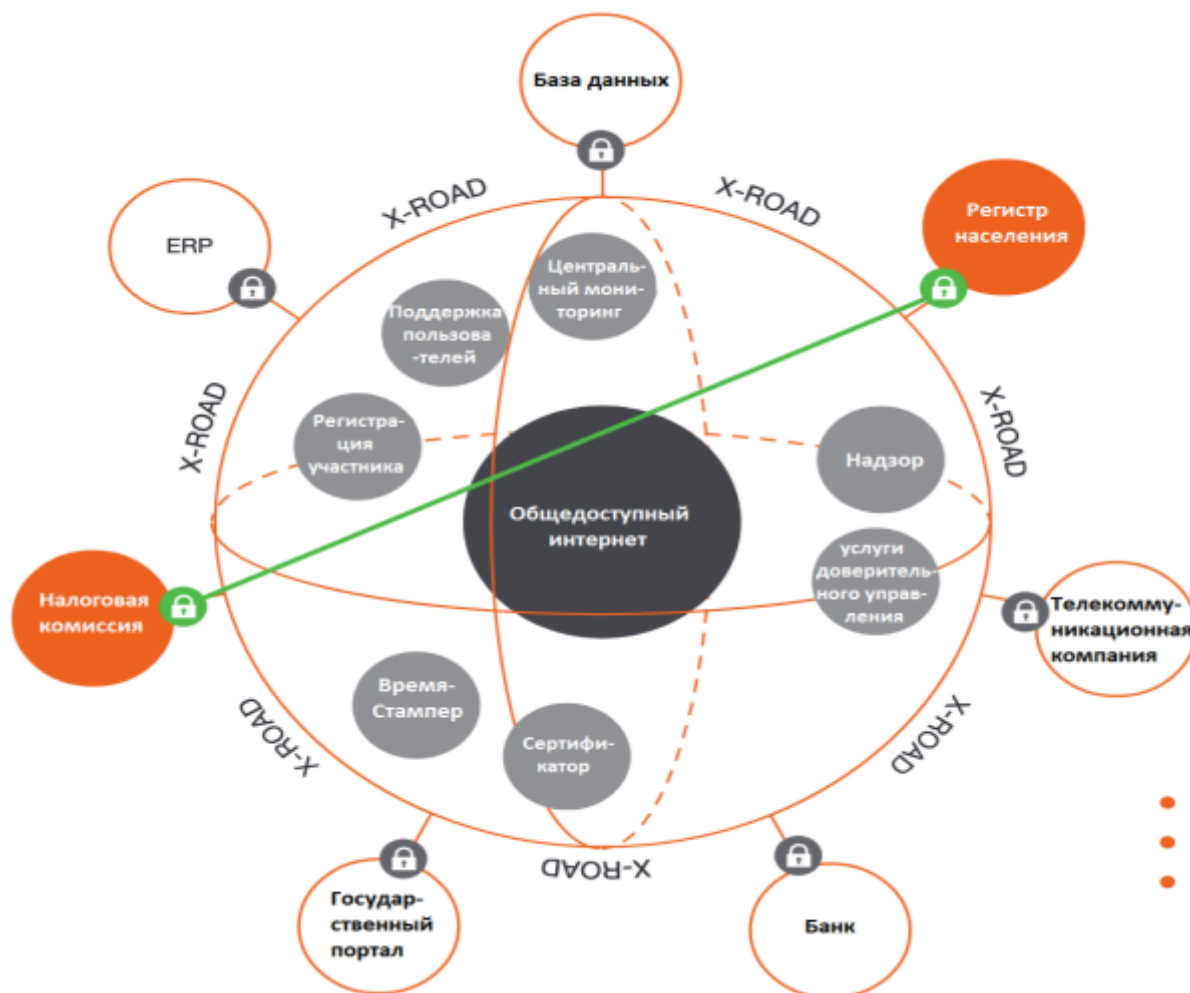 База данных
X-ROAD
X-ROAD
Регистр
населения
ERP
Централь-
ный мони-
торинг
Поддержка
пользова
-телей
X-ROAD
X-ROAD
Регистра-
ция
участника
Надзор
Общедоступный
интернет
услуги
доверитель-
ного управ-
ления
Налоговая
комиссия
Телекомму-
никационная
компания
Время-
Стампер
X-ROAD
X-ROAD
Сертифи-
катор
X-ROAD
Государ-
ственный
портал
Банк